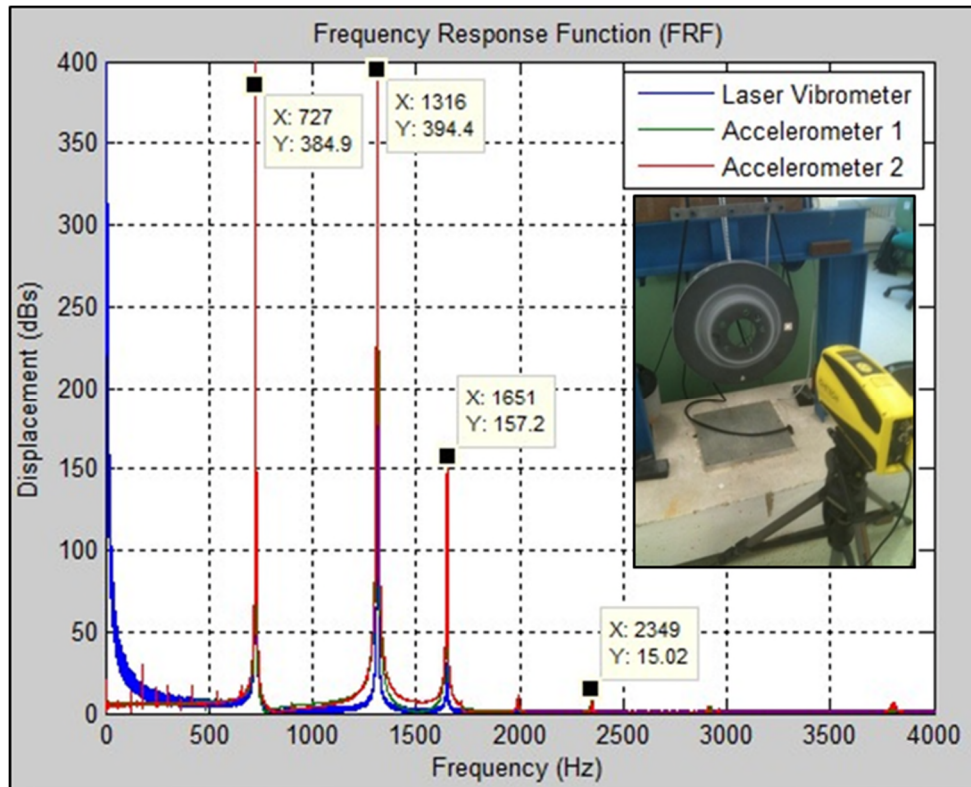 Frequency Response Function (FRF)
400
350
300
250
200
150
100
50
0
Displacement (dBs)
X: 727
Y: 384.9
X: 1316
Y: 394.4
X: 1651
Y: 157.2
X: 2349
Y: 15.02
Laser Vibrometer
Accelerometer 1
Accelerometer 2
0
500
1000
1500
2000
2500
3000
3500
4000
Frequency (Hz)